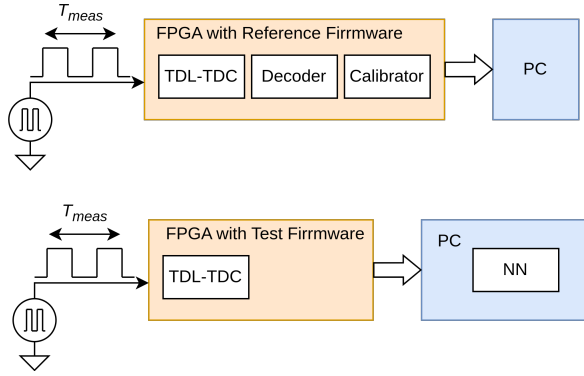 T_meas
FPGA with Reference Firrmware
TDL-TDC
Decoder
Calibrator
PC
T_meas
FPGA with Test Firrmware
TDL-TDC
PC
NN